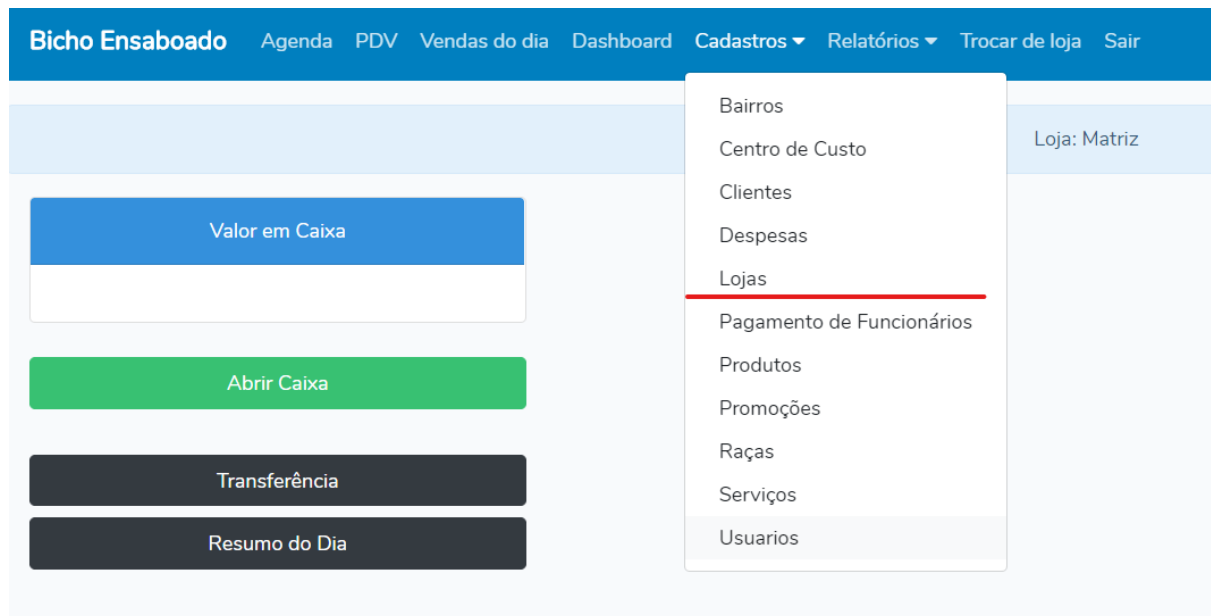 Bicho Ensaboado Agenda PDV Vendas do dia Dashboard Cadastros Relatórios Trocar de loja Sair
Loja: Matriz
Valor em Caixa
Abrir Caixa
Transferência
Resumo do Dia
Bairros
Centro de Custo
Clientes
Despesas
Lojas
Pagamento de Funcionários
Produtos
Promoções
Raças
Serviços
Usuarios